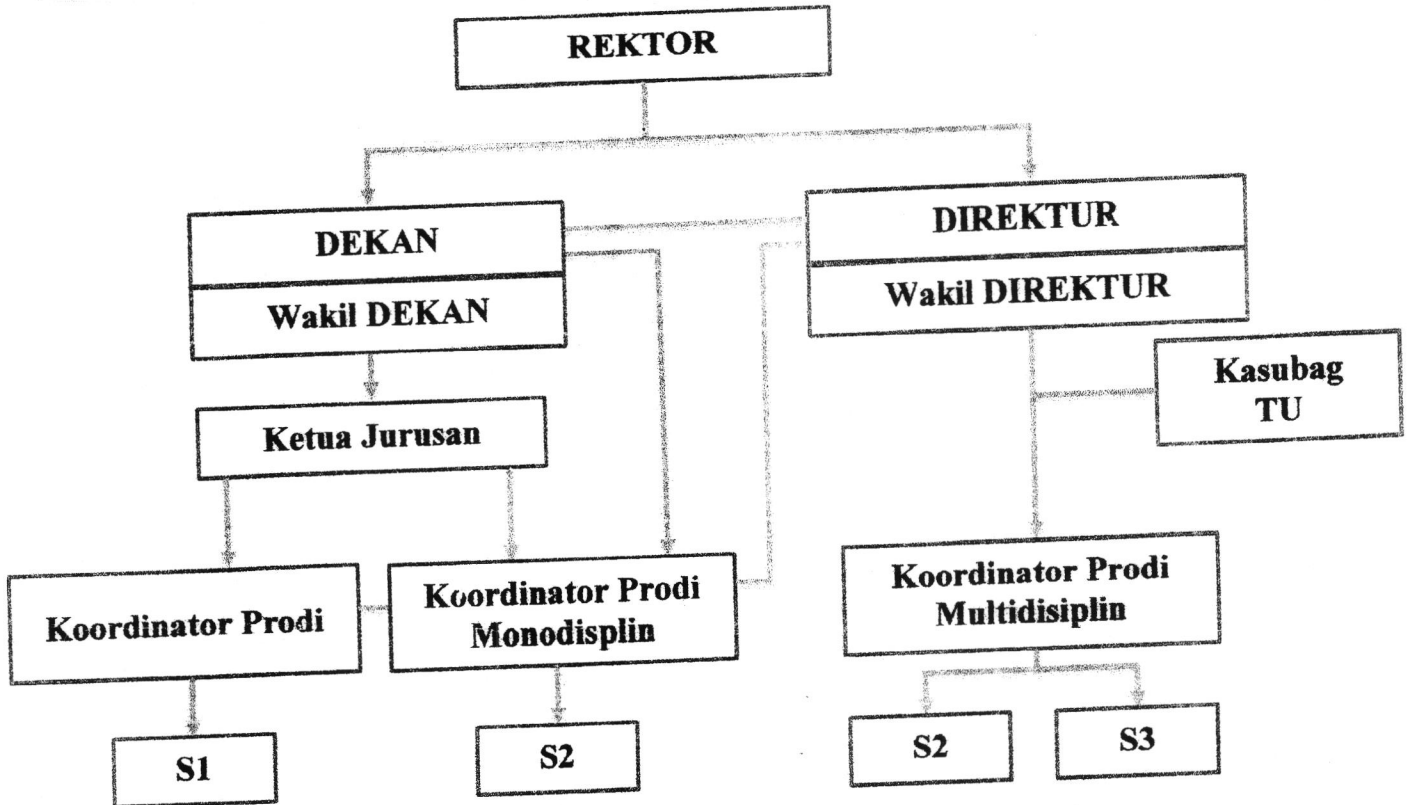 REKTOR
DEKAN
Wakil DEKAN
DIREKTUR
Wakil DIREKTUR
Kasubag
TU
Ketua Jurusan
Koordinator Prodi
Koordinator Prodi
Monodisplin
Koordinator Prodi
Multidisiplin
S1
S2
S2
S3